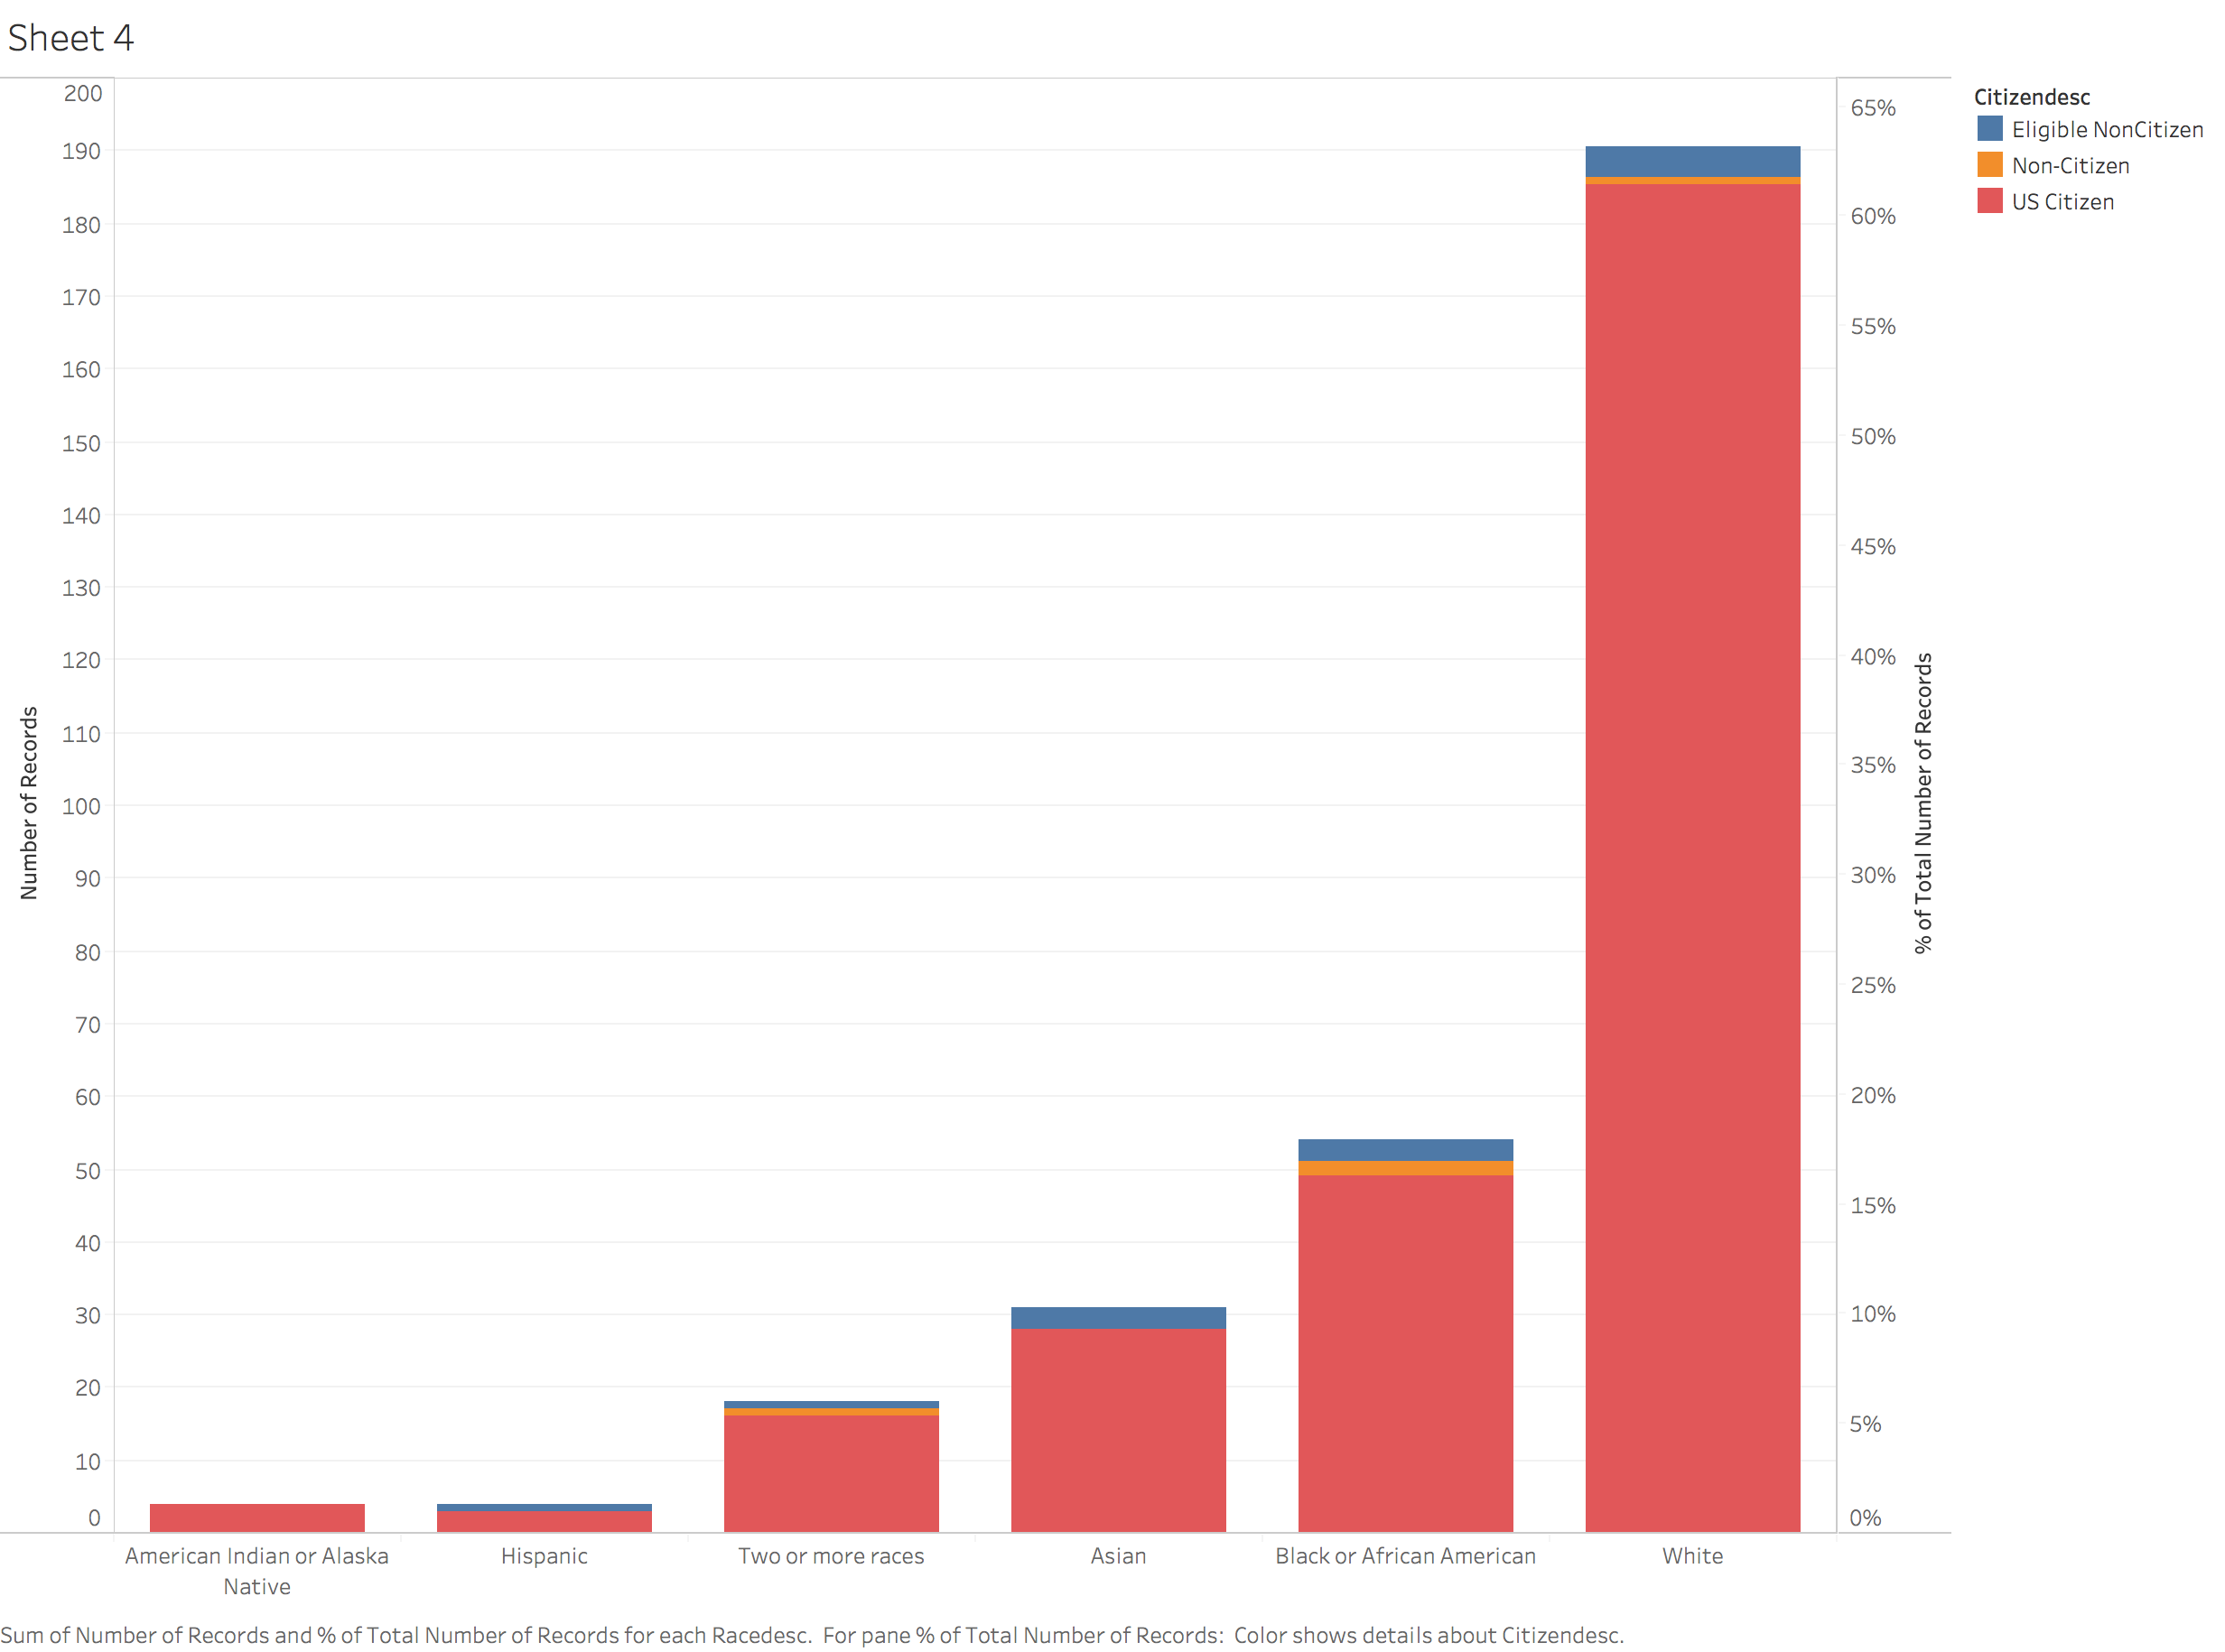 Sheet 4
200
190
180
170
160
150
140
130
120
110
100
90
80
70
60
50
40
30
20
10
0
Number of Records
65%
60%
55%
50%
45%
40%
35%
30%
25%
20%
15%
10%
5%
0%
% of Total Number of Records
Citizendesc
Eligible NonCitizen
Non-Citizen
US Citizen
American Indian or Alaska
Native
Hispanic
Two or more races
Asian
Black or African American
White
Sum of Number of Records and % of Total Number of Records for each Racedesc. For pane % of Total Number of Records: Color shows details about Citizendesc.